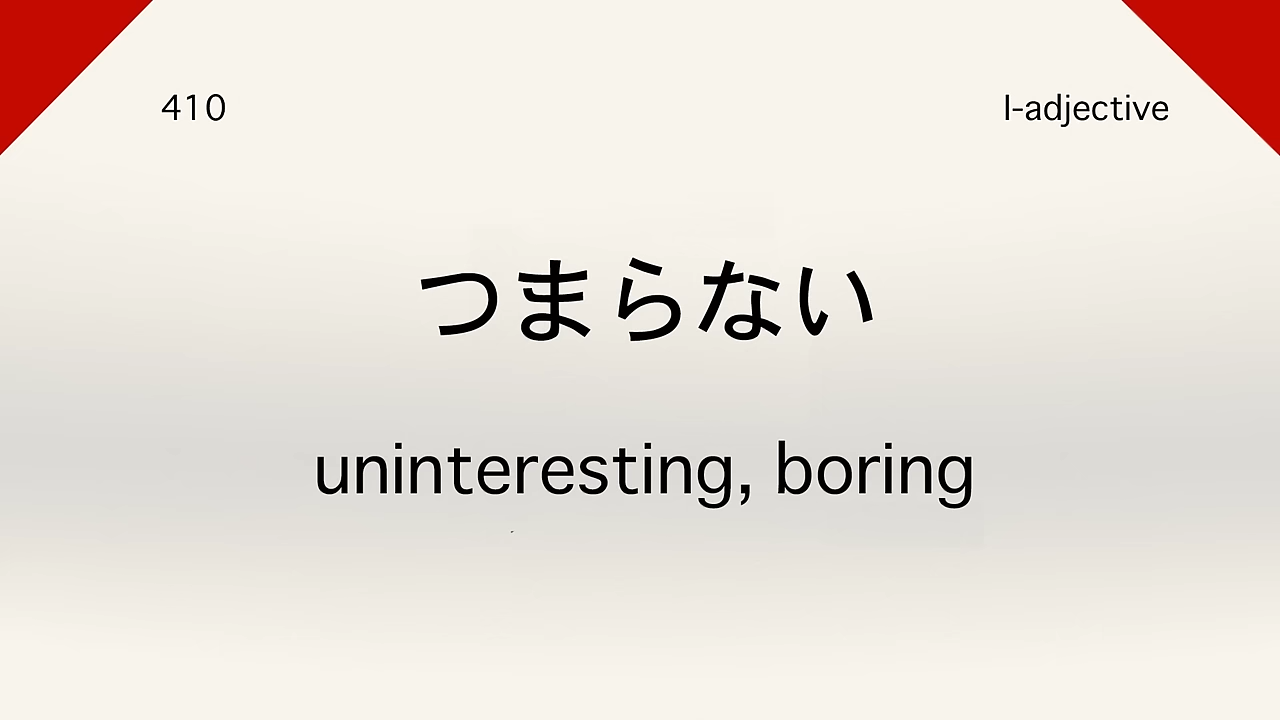 410
I-adjective
つまらない
uninteresting, boring